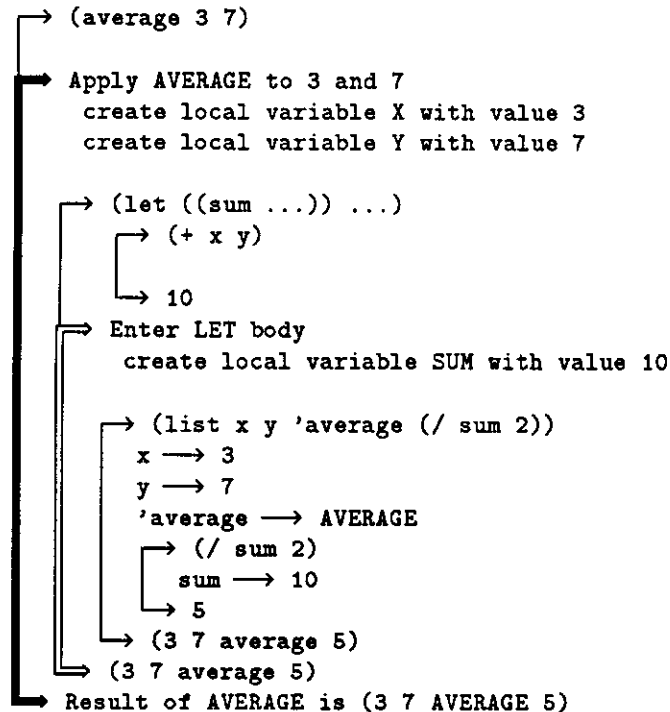 (average 3 7)
Apply AVERAGE to 3 and 7
create local variable X with value 3
create local variable Y with value 7
(let ((sum ...)) ...)
(+ x y)
10
Enter LET body
create local variable SUM with value 10
(list x y 'average (/ sum 2))
x ⟶ 3
y ⟶ 7
'average ⟶ AVERAGE
(/ sum 2)
sum ⟶ 10
5
(3 7 average 5)
(3 7 average 5)
Result of AVERAGE is (3 7 AVERAGE 5)